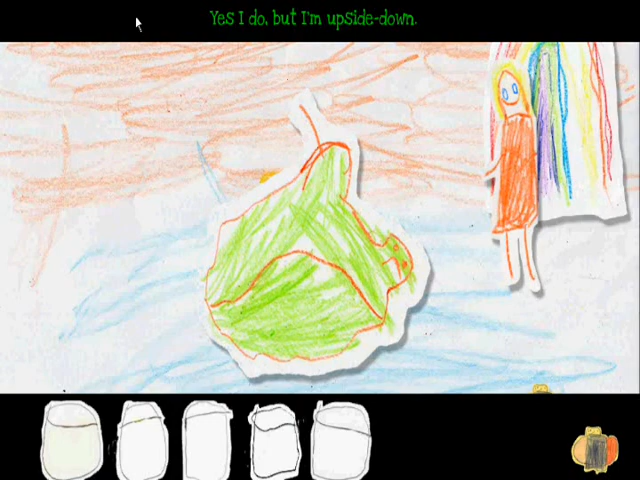 Yes I do, but I'm upside-down.